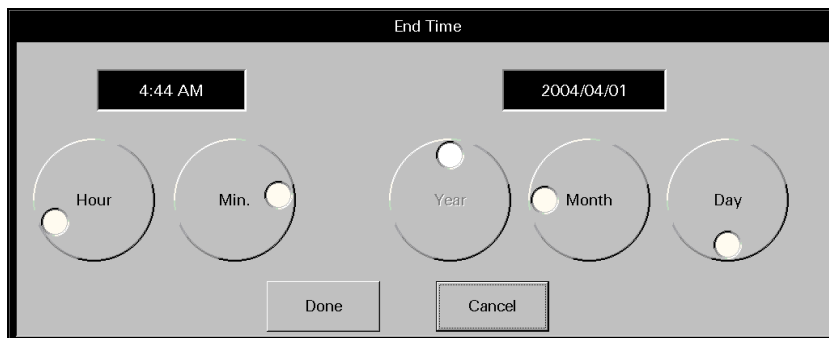 End Time
4:44 AM
2004/04/01
Hour
Min.
Year
Month
Day
Done
Cancel